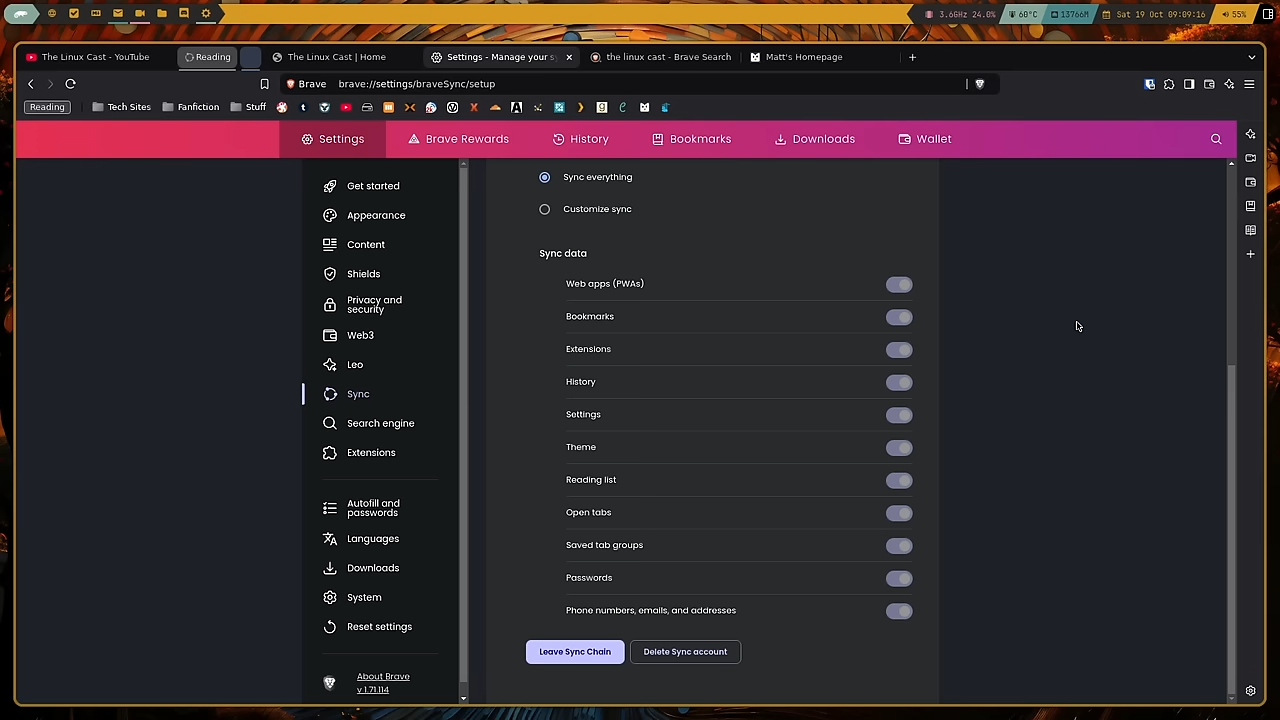 3.6GHz 24.0%
60°C
13766M
Sat 19 Oct 09:09:16
55%
The Linux Cast - YouTube
Reading
The Linux Cast | Home
Settings - Manage your s
the linux cast - Brave Search
Matt's Homepage
Brave
brave://settings/braveSync/setup
Reading
Tech Sites
Fanfiction
Stuff
Settings
Brave Rewards
History
Bookmarks
Downloads
Wallet
Get started
Appearance
Content
Shields
Privacy and
security
Web3
Leo
Sync
Search engine
Extensions
Autofill and
passwords
Languages
Downloads
System
Reset settings
About Brave
v 1.71.114
Sync everything
Customize sync
Sync data
Web apps (PWAs)
Bookmarks
Extensions
History
Settings
Theme
Reading list
Open tabs
Saved tab groups
Passwords
Phone numbers, emails, and addresses
Leave Sync Chain
Delete Sync account